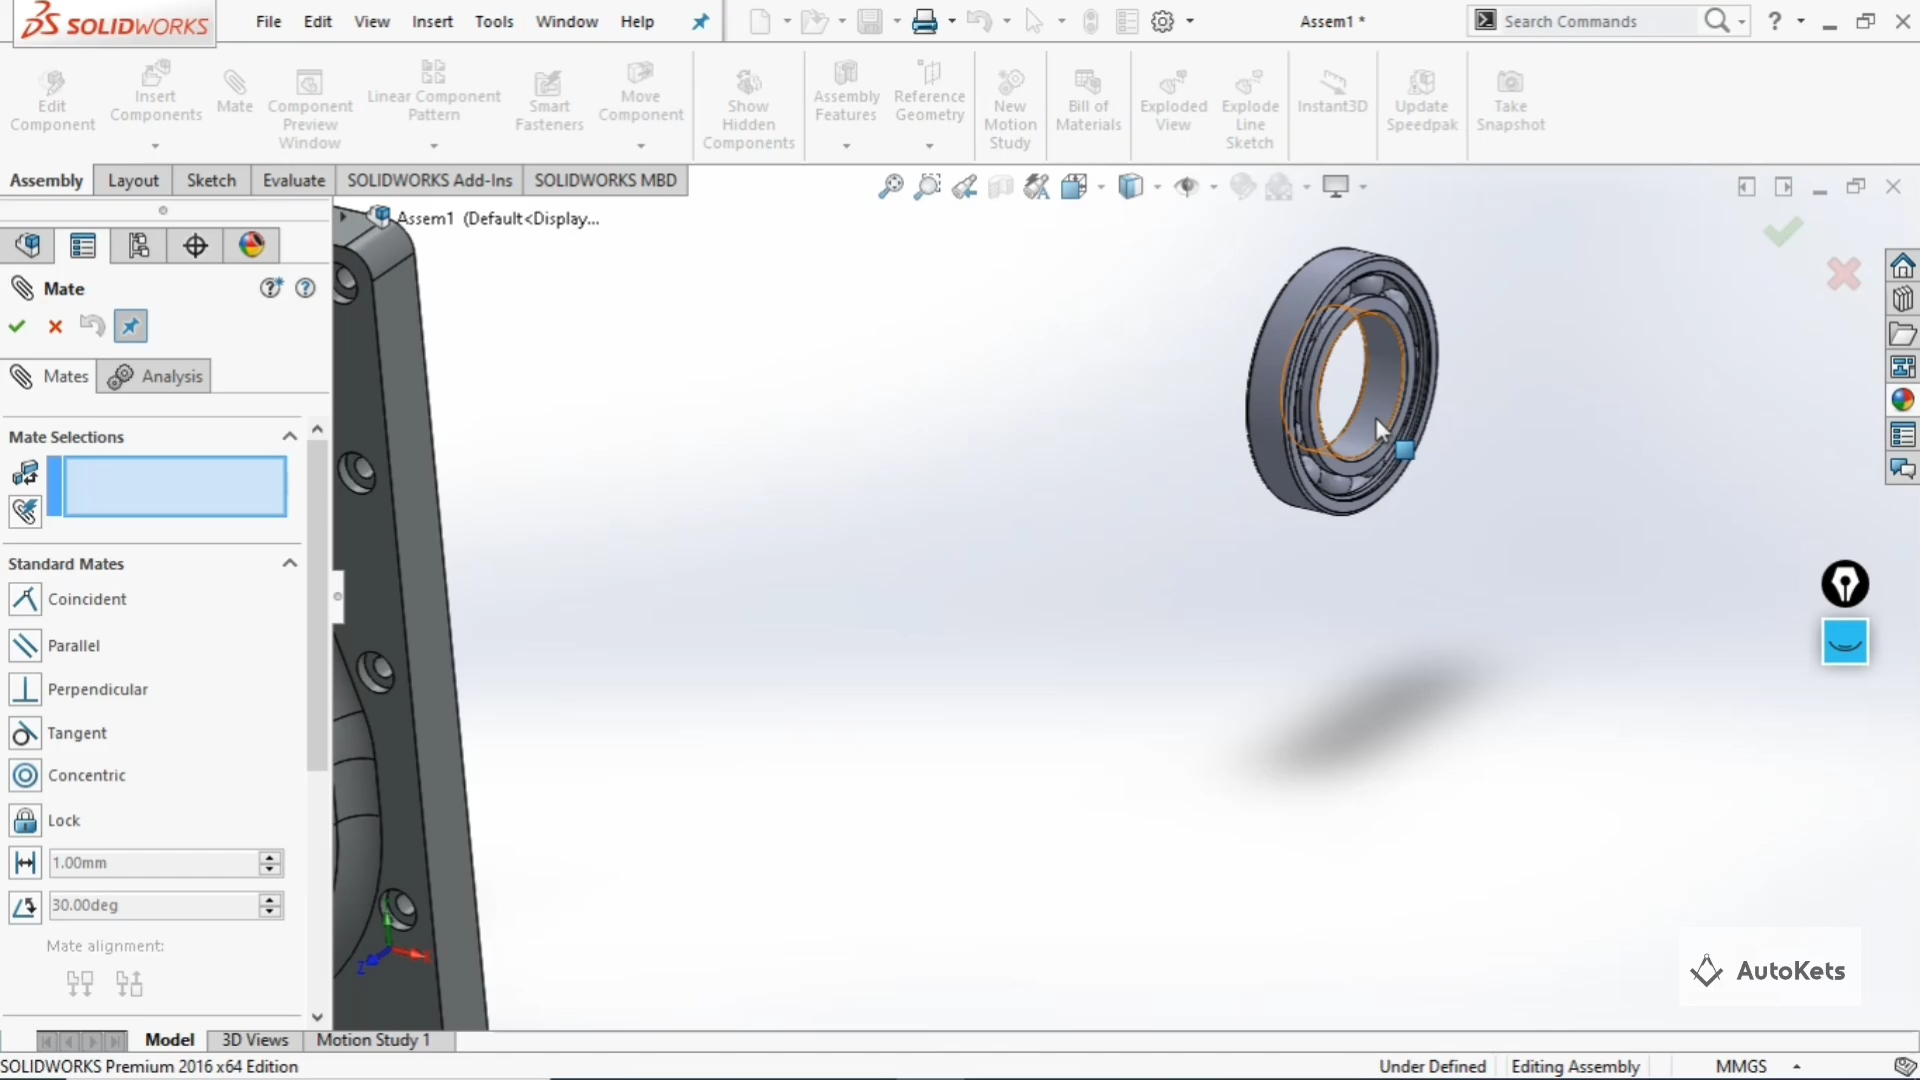 SOLIDWORKS File Edit View Insert Tools Window Help Assem1 * Search Commands ?
Edit Component
Insert Components
Mate
Component Preview Window
Linear Component Pattern
Smart Fasteners
Move Component
Show Hidden Components
Assembly Features
Reference Geometry
New Motion Study
Bill of Materials
Exploded View
Explode Line Sketch
Instant3D
Update Speedpak
Take Snapshot
Assembly Layout Sketch Evaluate SOLIDWORKS Add-Ins SOLIDWORKS MBD
Assem1 (Default<Display...
Mate
Mates Analysis
Mate Selections
Standard Mates
Coincident
Parallel
Perpendicular
Tangent
Concentric
Lock
1.00mm
30.00deg
Mate alignment:
Z
AutoKets
Model 3D Views Motion Study 1
SOLIDWORKS Premium 2016 x64 Edition Under Defined Editing Assembly MMGS